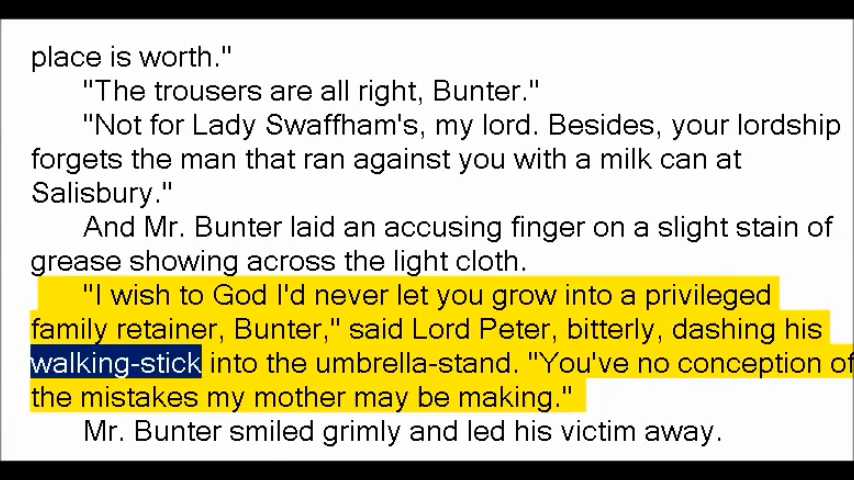 place is worth."
"The trousers are all right, Bunter."
"Not for Lady Swaffham's, my lord. Besides, your lordship
forgets the man that ran against you with a milk can at
Salisbury."
And Mr. Bunter laid an accusing finger on a slight stain of
grease showing across the light cloth.
"I wish to God I'd never let you grow into a privileged
family retainer, Bunter," said Lord Peter, bitterly, dashing his
walking-stick into the umbrella-stand. "You've no conception of
the mistakes my mother may be making."
Mr. Bunter smiled grimly and led his victim away.